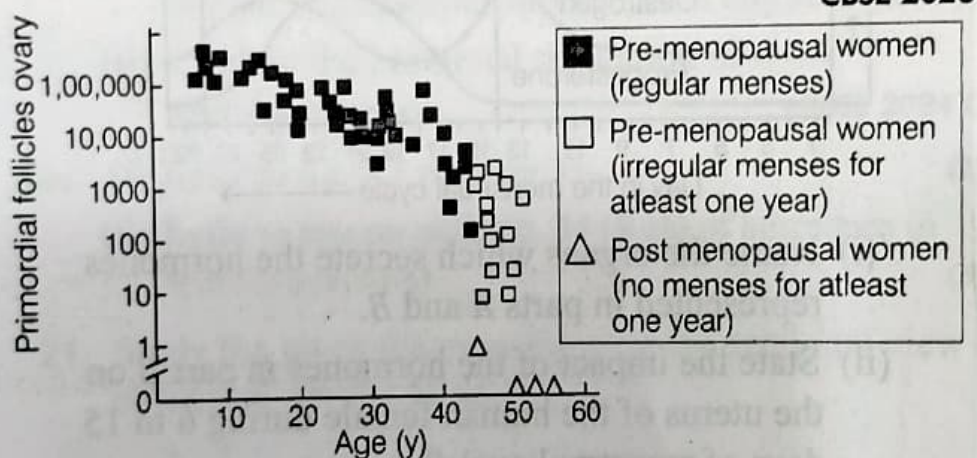 Primordial follicles ovary
1,00,000
10,000
1000
100
10
1
0
10 20 30 40 50 60
Age (y)
Pre-menopausal women
(regular menses)
Pre-menopausal women
(irregular menses for
atleast one year)
Post menopausal women
(no menses for atleast
one year)